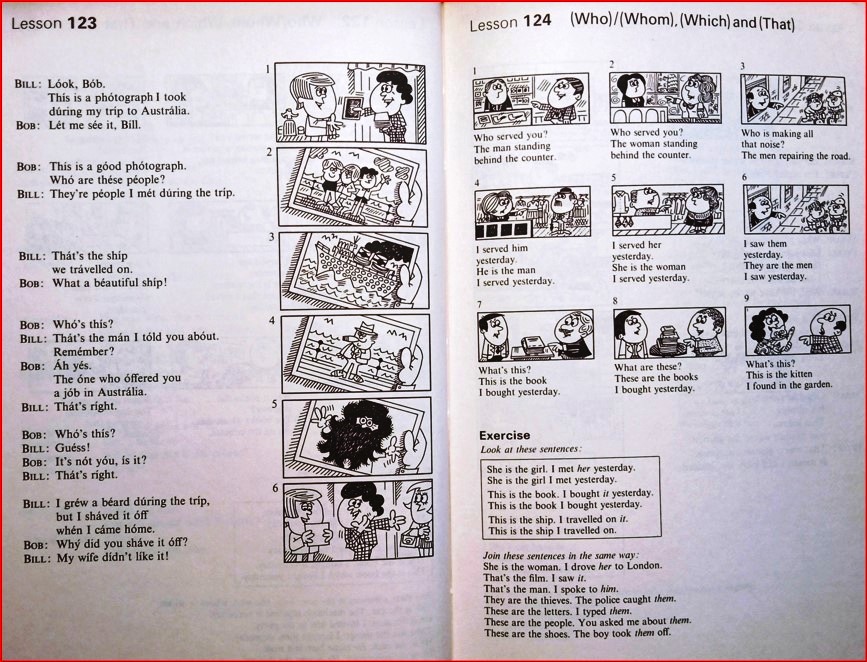 Lesson 123
1
BILL: Lóok, Bób.
This is a phótograph I took
dúring my trip to Austrália.
BOB: Lét me sée it, Bill.
2
BOB: This is a góod phótograph.
Whó are thése péople?
BILL: They're péople I mét dúring the trip.
3
BILL: Thát's the ship
we trávelled on.
BOB: What a béautiful ship!
4
BOB: Whó's this?
BILL: Thát's the mán I tóld you abóut.
Remémber?
BOB: Áh yés.
The óne who óffered you
a jób in Austrália.
BILL: Thát's ríght.
5
BOB: Whó's this?
BILL: Guéss!
BOB: It's nót yóu, is it?
BILL: Thát's right.
6
BILL: I gréw a béard dúring the trip,
but I sháved it óff
whén I cáme hóme.
BOB: Whý did you sháve it óff?
BILL: My wife dídn't like it!
Lesson 124 (Who)/(Whom), (Which) and (That)
1
Who served you?
The man standing
behind the counter.
2
Who served you?
The woman standing
behind the counter.
3
Who is making all
that noise?
The men repairing the road.
4
I served him
yesterday.
He is the man
I served yesterday.
5
I served her
yesterday.
She is the woman
I served yesterday.
6
I saw them
yesterday.
They are the men
I saw yesterday.
7
What's this?
This is the book
I bought yesterday.
8
What are these?
These are the books
I bought yesterday.
9
What's this?
This is the kitten
I found in the garden.
Exercise
Look at these sentences:
She is the girl. I met her yesterday.
She is the girl I met yesterday.
This is the book. I bought it yesterday.
This is the book I bought yesterday.
This is the ship. I travelled on it.
This is the ship I travelled on.
Join these sentences in the same way:
She is the woman. I drove her to London.
That's the film. I saw it.
That's the man. I spoke to him.
They are the thieves. The police caught them.
These are the letters. I typed them.
These are the people. You asked me about them.
These are the shoes. The boy took them off.